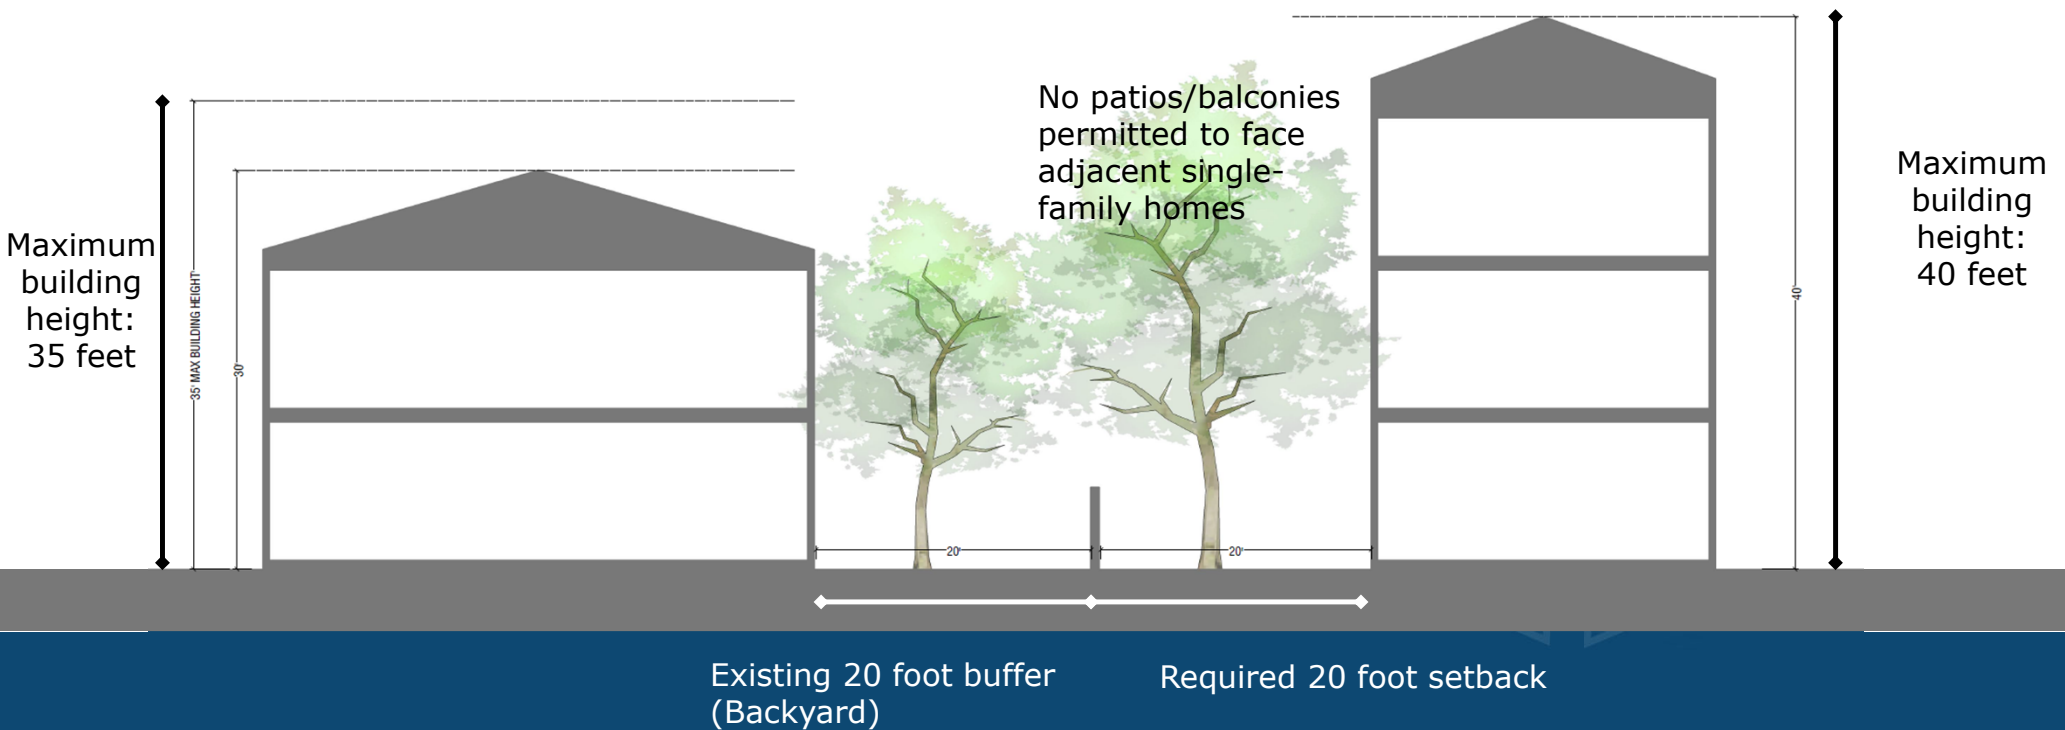 Maximum
building
height:
35 feet
35' MAX BUILDING HEIGHT
30'
No patios/balconies
permitted to face
adjacent single-
family homes
20'
20'
40'
Maximum
building
height:
40 feet
Existing 20 foot buffer
(Backyard)
Required 20 foot setback